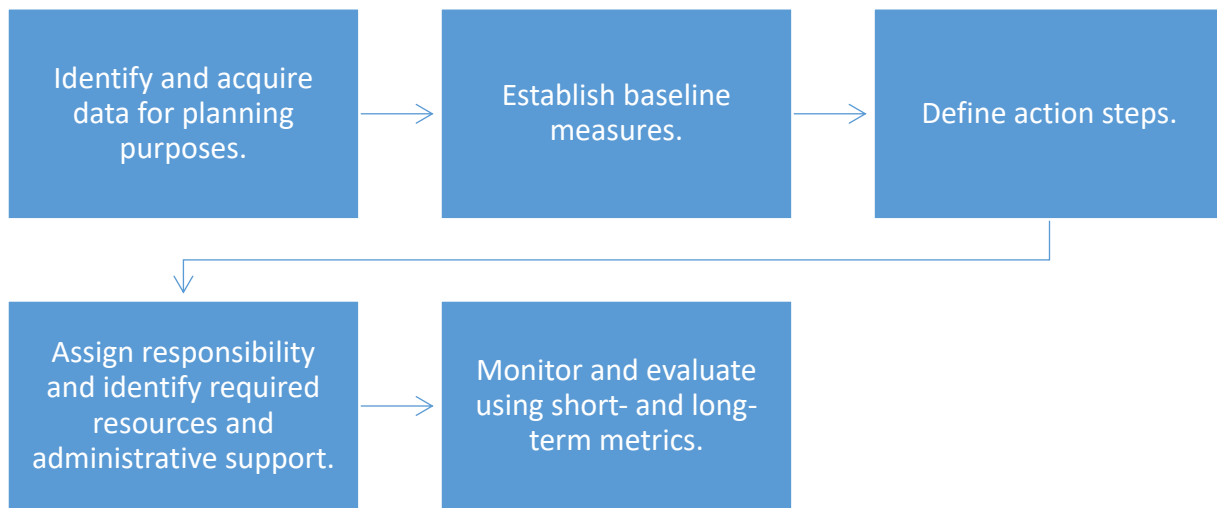 Identify and acquire
data for planning
purposes.
Establish baseline
measures.
Define action steps.
Assign responsibility
and identify required
resources and
administrative support.
Monitor and evaluate
using short- and long-
term metrics.